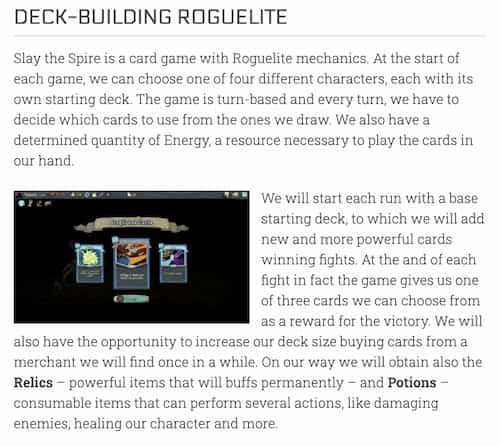 DECK-BUILDING ROGUELITE
Slay the Spire is a card game with Roguelite mechanics. At the start of
each game, we can choose one of four different characters, each with its
own starting deck. The game is turn-based and every turn, we have to
decide which cards to use from the ones we draw. We also have a
determined quantity of Energy, a resource necessary to play the cards in
our hand.
We will start each run with a base
starting deck, to which we will add
new and more powerful cards
winning fights. At the and of each
fight in fact the game gives us one
of three cards we can choose from
as a reward for the victory. We will
also have the opportunity to increase our deck size buying cards from a
merchant we will find once in a while. On our way we will obtain also the
Relics – powerful items that will buffs permanently – and Potions –
consumable items that can perform several actions, like damaging
enemies, healing our character and more.